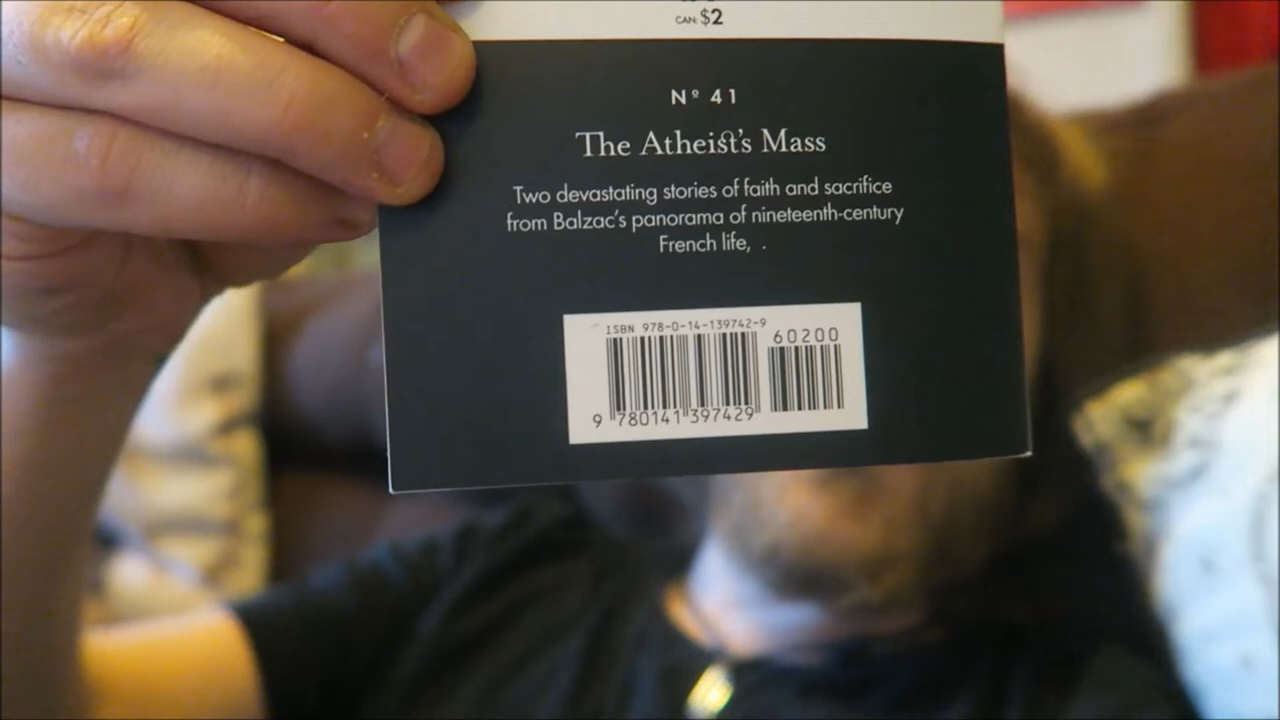 CAN: $2
Nº 41
The Atheist's Mass
Two devastating stories of faith and sacrifice
from Balzac's panorama of nineteenth-century
French life, .
ISBN 978-0-14-139742-9
60200
9 780141 397429